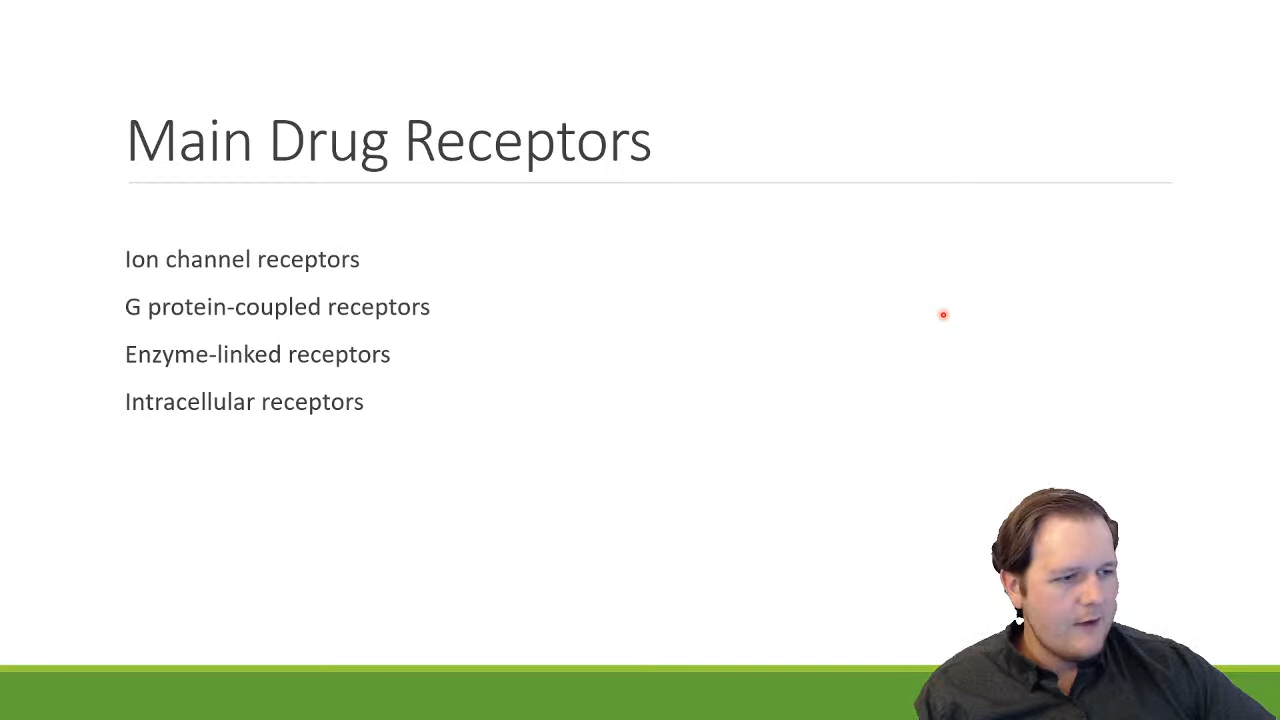 Main Drug Receptors
Ion channel receptors
G protein-coupled receptors
Enzyme-linked receptors
Intracellular receptors